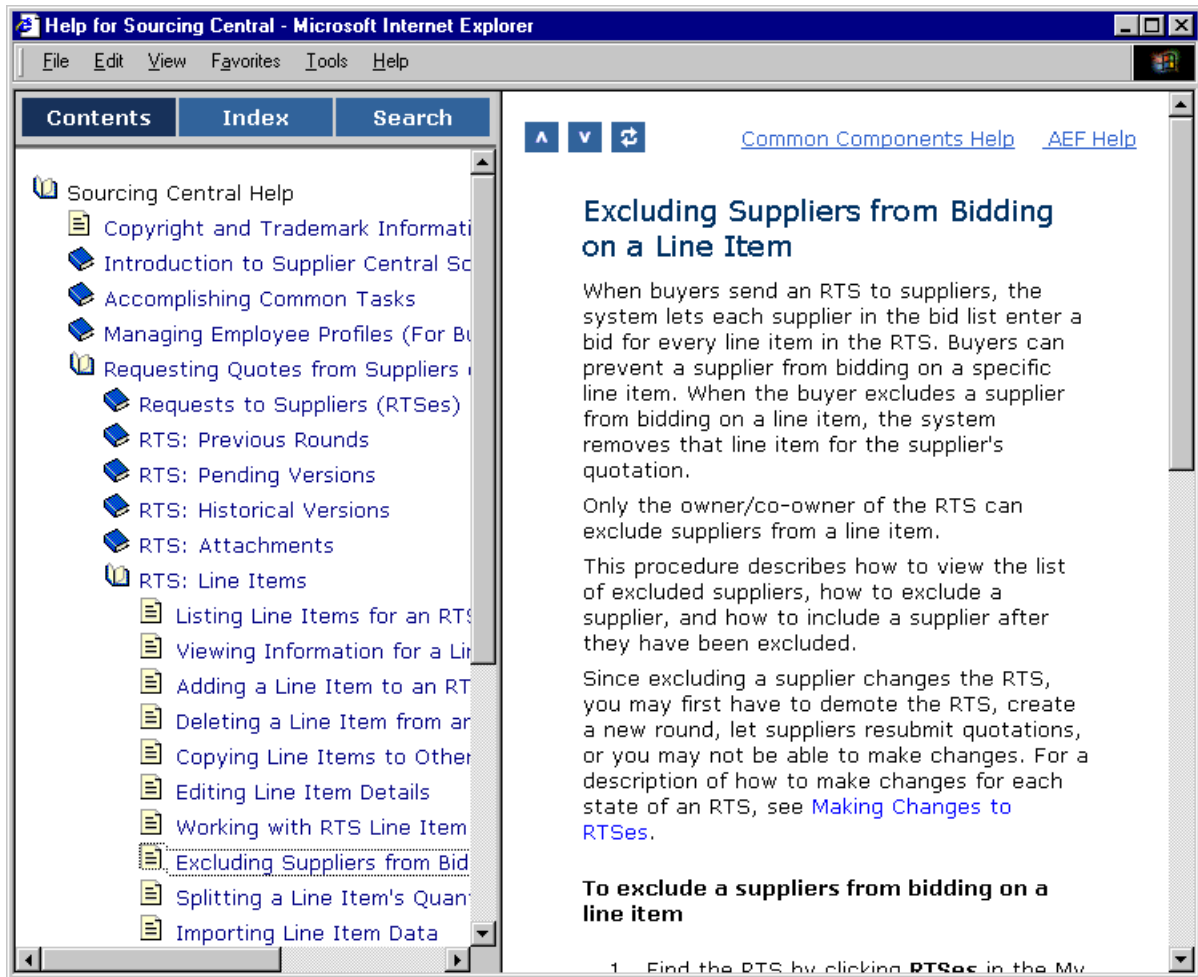 Help for Sourcing Central - Microsoft Internet Explorer
File Edit View Favorites Tools Help
Contents Index Search
Sourcing Central Help
Copyright and Trademark Informati
Introduction to Supplier Central So
Accomplishing Common Tasks
Managing Employee Profiles (For Bu
Requesting Quotes from Suppliers
Requests to Suppliers (RTSes)
RTS: Previous Rounds
RTS: Pending Versions
RTS: Historical Versions
RTS: Attachments
RTS: Line Items
Listing Line Items for an RTS
Viewing Information for a Lin
Adding a Line Item to an RT
Deleting a Line Item from an
Copying Line Items to Other
Editing Line Item Details
Working with RTS Line Item
Excluding Suppliers from Bid
Splitting a Line Item's Quan
Importing Line Item Data
Common Components Help AEF Help
Excluding Suppliers from Bidding
on a Line Item
When buyers send an RTS to suppliers, the
system lets each supplier in the bid list enter a
bid for every line item in the RTS. Buyers can
prevent a supplier from bidding on a specific
line item. When the buyer excludes a supplier
from bidding on a line item, the system
removes that line item for the supplier's
quotation.
Only the owner/co-owner of the RTS can
exclude suppliers from a line item.
This procedure describes how to view the list
of excluded suppliers, how to exclude a
supplier, and how to include a supplier after
they have been excluded.
Since excluding a supplier changes the RTS,
you may first have to demote the RTS, create
a new round, let suppliers resubmit quotations,
or you may not be able to make changes. For a
description of how to make changes for each
state of an RTS, see Making Changes to
RTSes.
To exclude a suppliers from bidding on a
line item
1. Find the RTS by clicking RTSes in the My